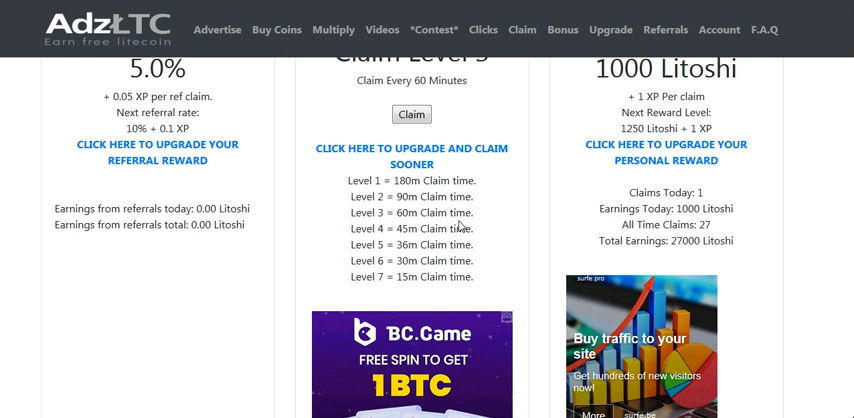 AdzŁTC
Earn free litecoin
Advertise Buy Coins Multiply Videos *Contest* Clicks Claim Bonus Upgrade Referrals Account F.A.Q
5.0%
+ 0.05 XP per ref claim.
Next referral rate:
10% + 0.1 XP
CLICK HERE TO UPGRADE YOUR
REFERRAL REWARD
Earnings from referrals today: 0.00 Litoshi
Earnings from referrals total: 0.00 Litoshi
Claim Level 3
Claim Every 60 Minutes
Claim
CLICK HERE TO UPGRADE AND CLAIM
SOONER
Level 1 = 180m Claim time.
Level 2 = 90m Claim time.
Level 3 = 60m Claim time.
Level 4 = 45m Claim time.
Level 5 = 36m Claim time.
Level 6 = 30m Claim time.
Level 7 = 15m Claim time.
BC.GAME
FREE SPIN TO GET
1BTC
1000 Litoshi
+ 1 XP Per claim
Next Reward Level:
1250 Litoshi + 1 XP
CLICK HERE TO UPGRADE YOUR
PERSONAL REWARD
Claims Today: 1
Earnings Today: 1000 Litoshi
All Time Claims: 27
Total Earnings: 27000 Litoshi
surfe.pro
Buy traffic to your
site
Get hundreds of new visitors
now!
More
surfe.be